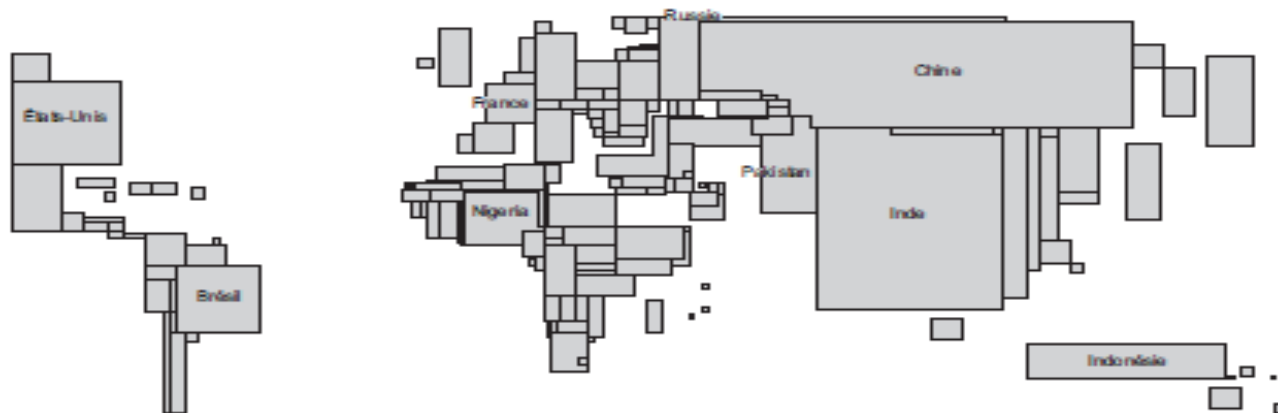 Russie
Chine
France
États-Unis
Pakistan
Nigeria
Inde
Brésil
Indonésie